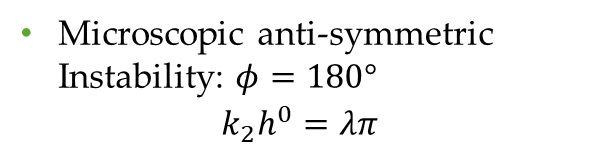 • Microscopic anti-symmetric
Instability: 𝜙 = 180°
𝑘₂ℎ⁰ = 𝜆𝜋